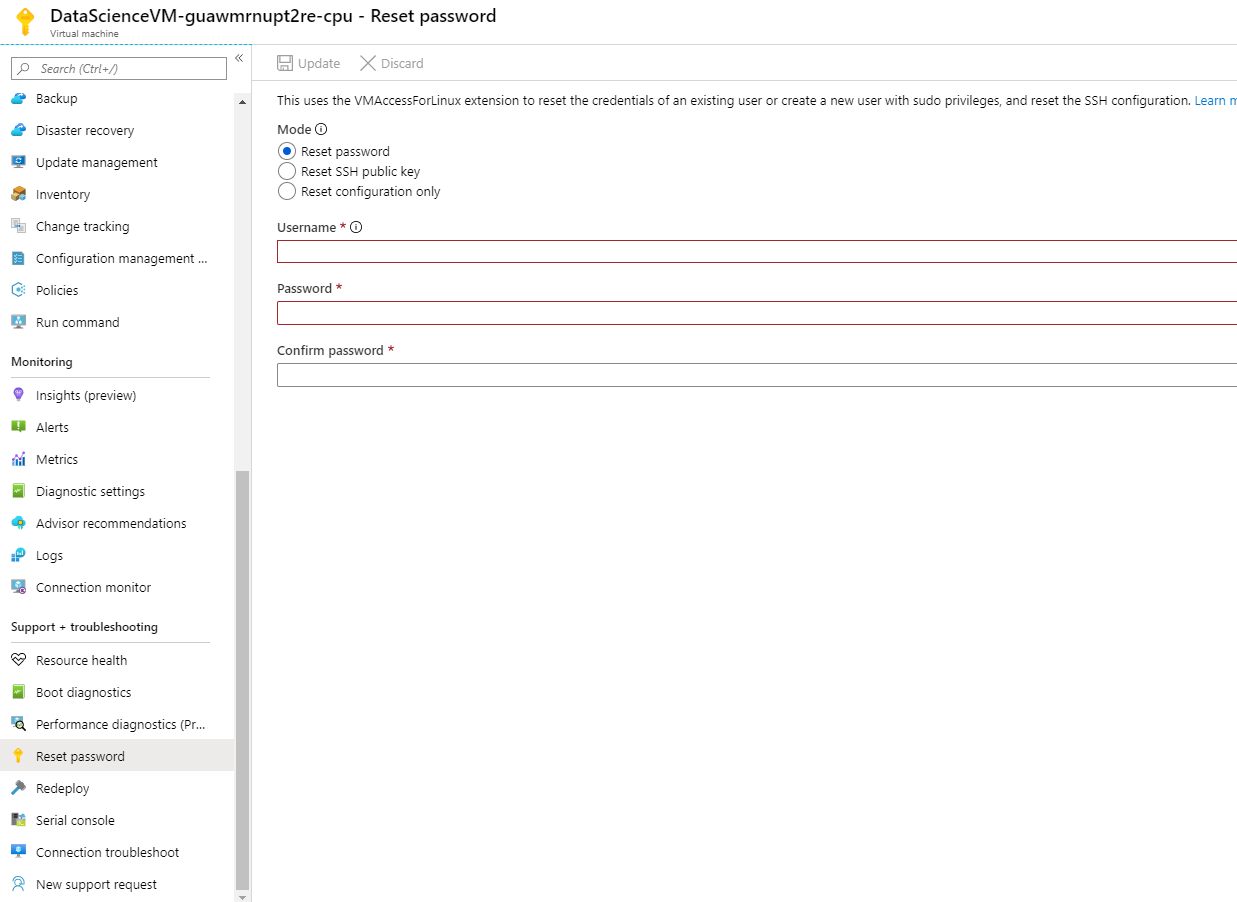 DataScienceVM-guawmrnupt2re-cpu - Reset password
Virtual machine
Search (Ctrl+/)
«
Backup
Disaster recovery
Update management
Inventory
Change tracking
Configuration management ...
Policies
Run command
Monitoring
Insights (preview)
Alerts
Metrics
Diagnostic settings
Advisor recommendations
Logs
Connection monitor
Support + troubleshooting
Resource health
Boot diagnostics
Performance diagnostics (Pr...
Reset password
Redeploy
Serial console
Connection troubleshoot
New support request
Update
Discard
This uses the VMAccessForLinux extension to reset the credentials of an existing user or create a new user with sudo privileges, and reset the SSH configuration. Learn m
Mode
Reset password
Reset SSH public key
Reset configuration only
Username *
Password *
Confirm password *